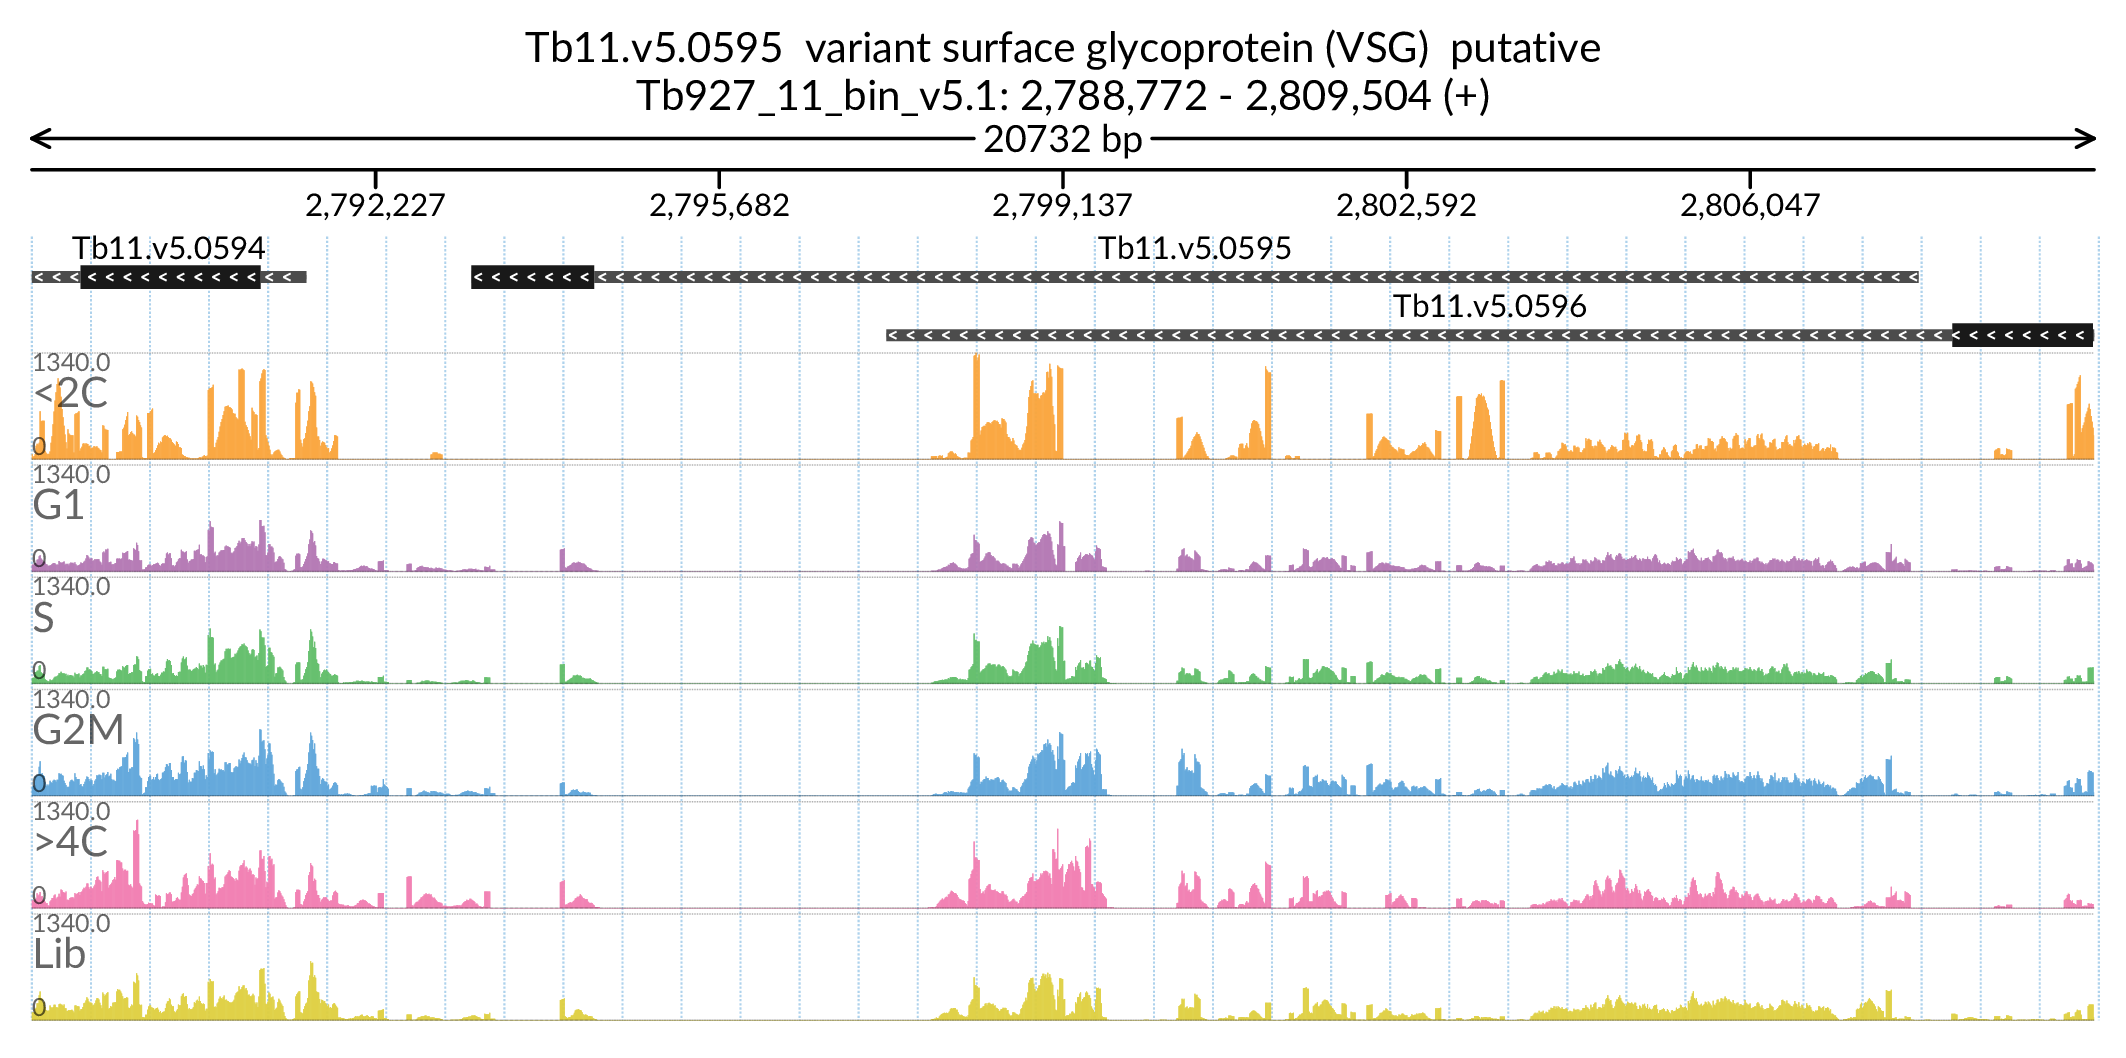 Tb11.v5.0595 variant surface glycoprotein (VSG) putative
Tb927_11_bin_v5.1: 2,788,772 - 2,809,504 (+)
20732 bp
2,792,227 2,795,682 2,799,137 2,802,592 2,806,047
Tb11.v5.0594 Tb11.v5.0595
Tb11.v5.0596
1340.0
<2C
0
1340.0
G1
0
1340.0
S
0
1340.0
G2M
0
1340.0
>4C
0
1340.0
Lib
0